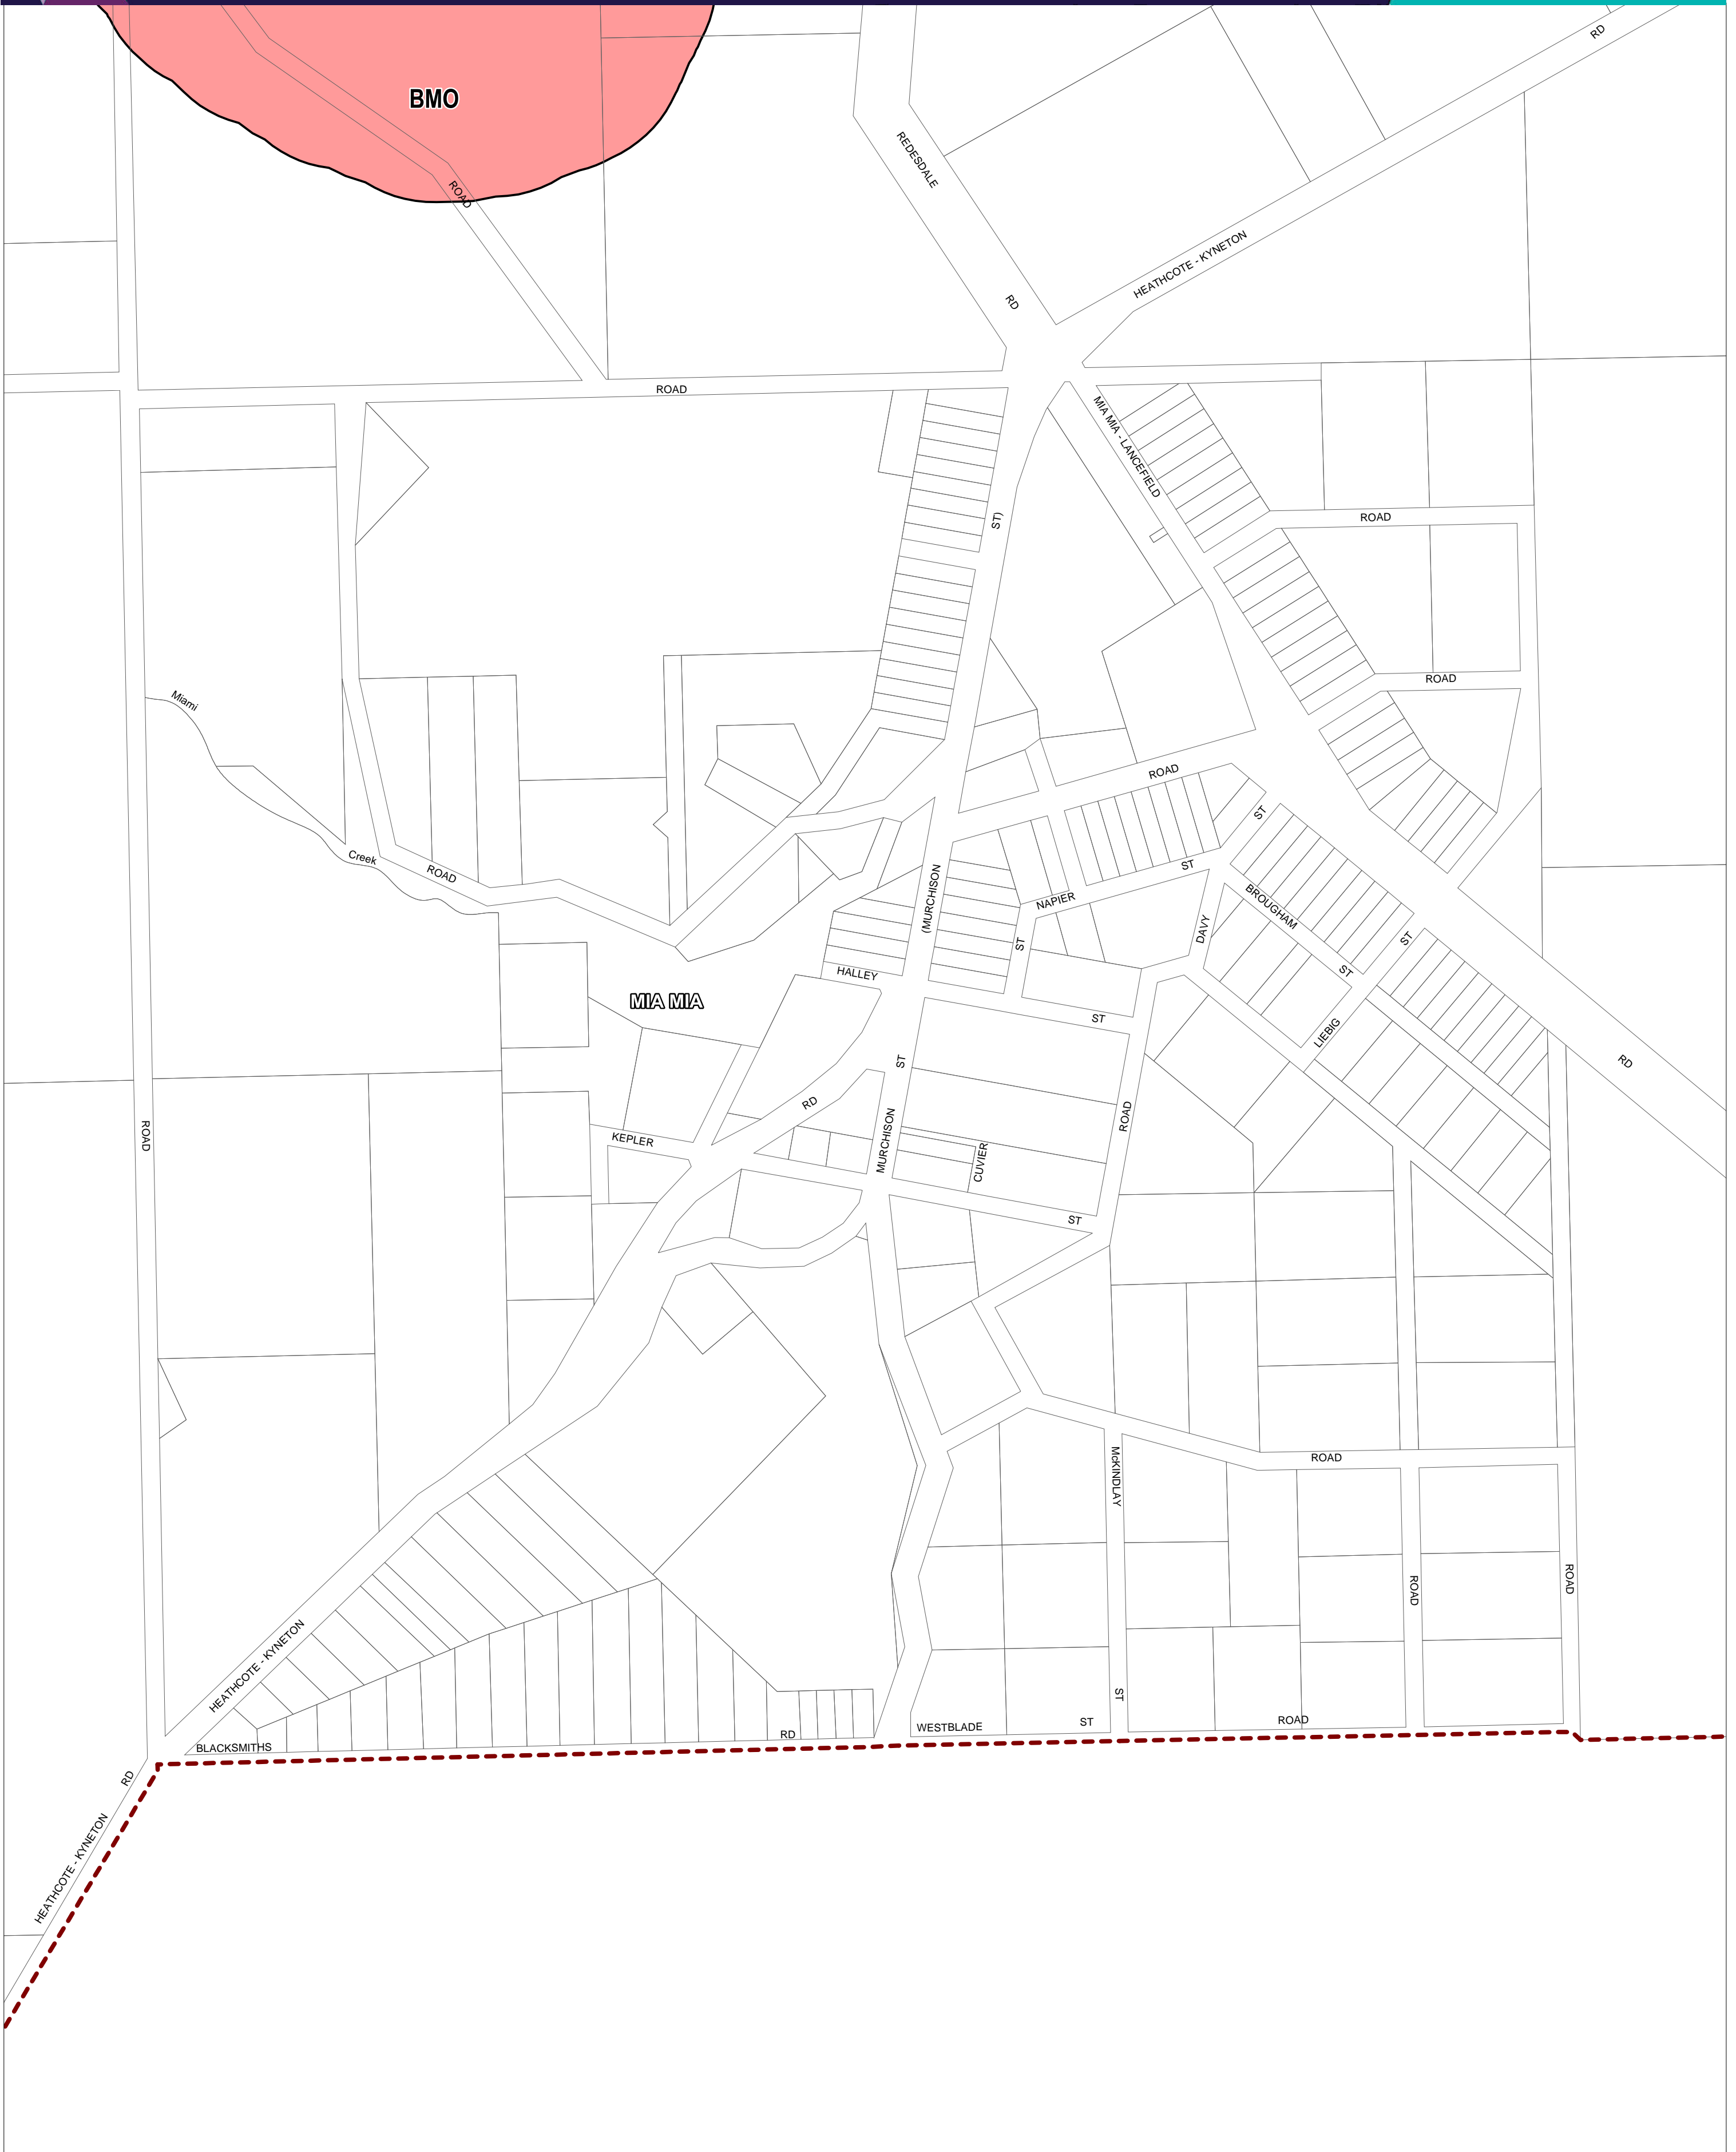 RD
BMO
REDESDALE
ROAD
HEATHCOTE - KYNETON
RD
ROAD
MIA MIA - LANCEFIELD
ST)
ROAD
ROAD
Miami
ROAD
ST
Creek
ROAD
ST
(MURCHISON
NAPIER
BROUGHAM
DAVY
ST
ST
ST
HALLEY
MIA MIA
ST
LIEBIG
ST
RD
RD
ROAD
ROAD
KEPLER
MURCHISON
CUVIER
ST
ROAD
McKINDLAY
ROAD
ROAD
HEATHCOTE - KYNETON
ST
WESTBLADE
ST
ROAD
RD
BLACKSMITHS
RD
HEATHCOTE - KYNETON